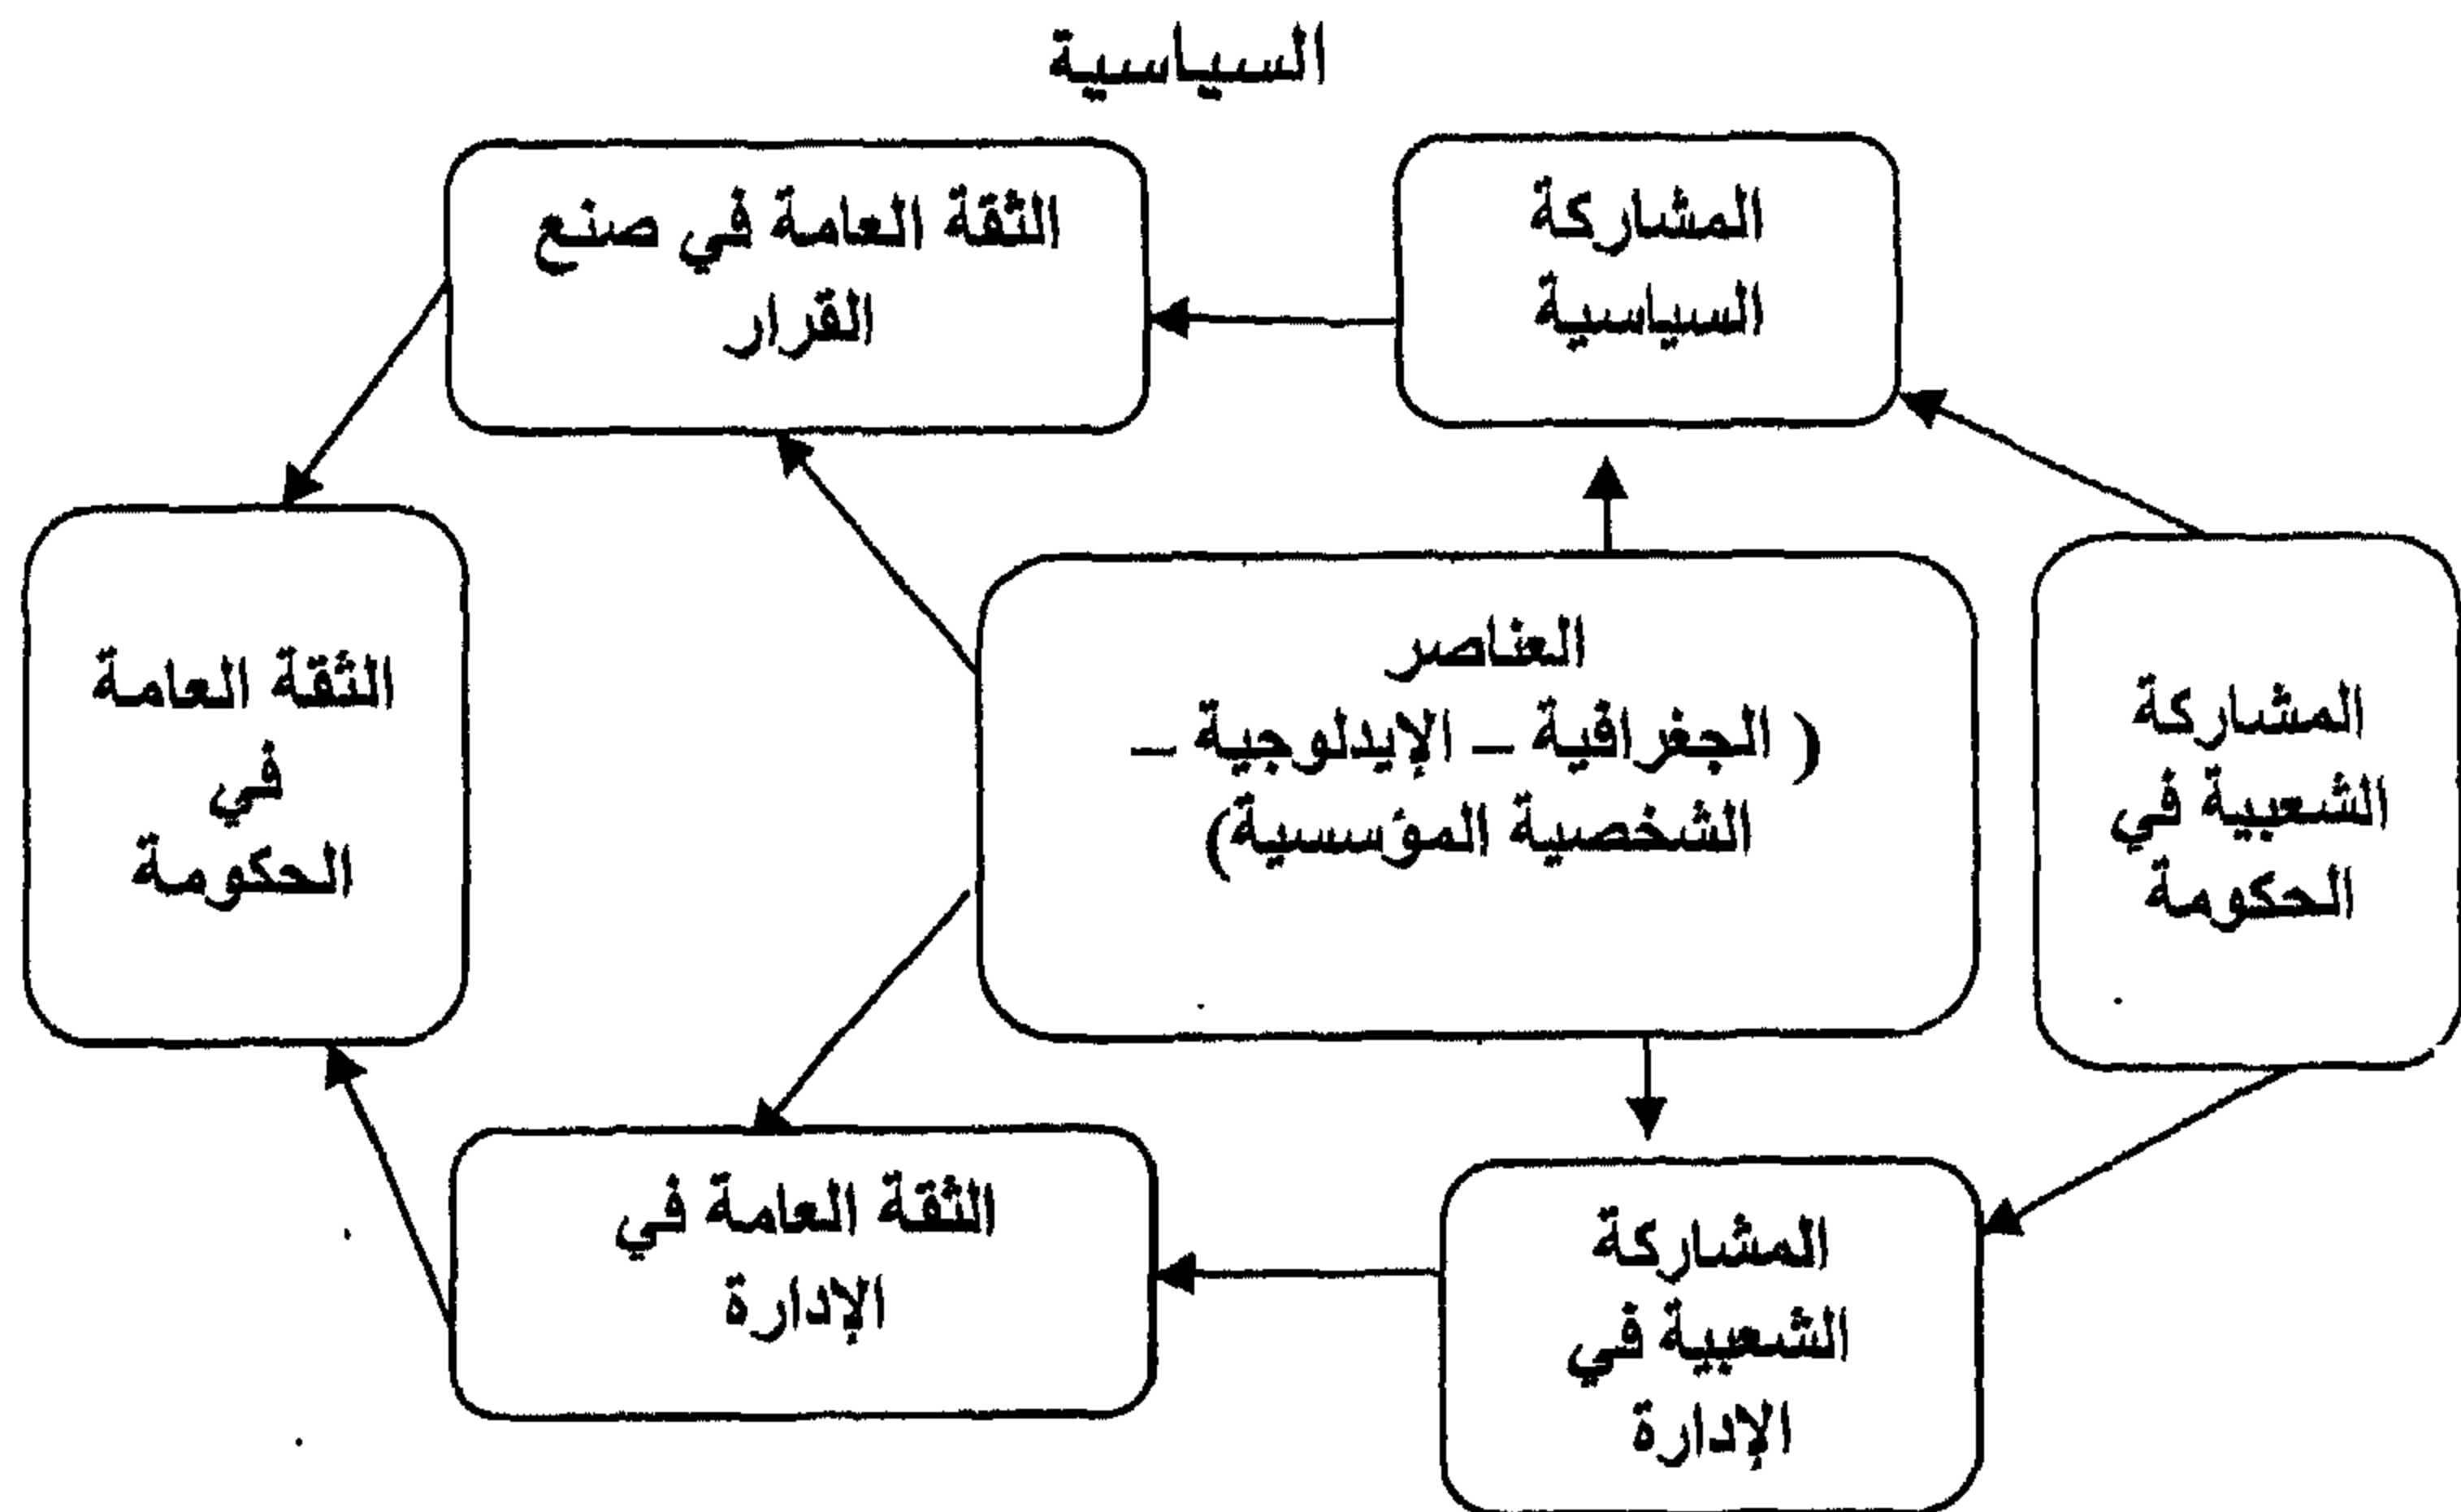 السياسية
المشاركة
السياسية
الثقة العامة في صنع
القرار
المشاركة
الشعبية في
الحكومة
العناصر
( الجغرافية – الإيدلوجية –
الشخصية المؤسسية)
الثقة العامة
في
الحكومة
المشاركة
الشعبية في
الإدارة
الثقة العامة في
الإدارة